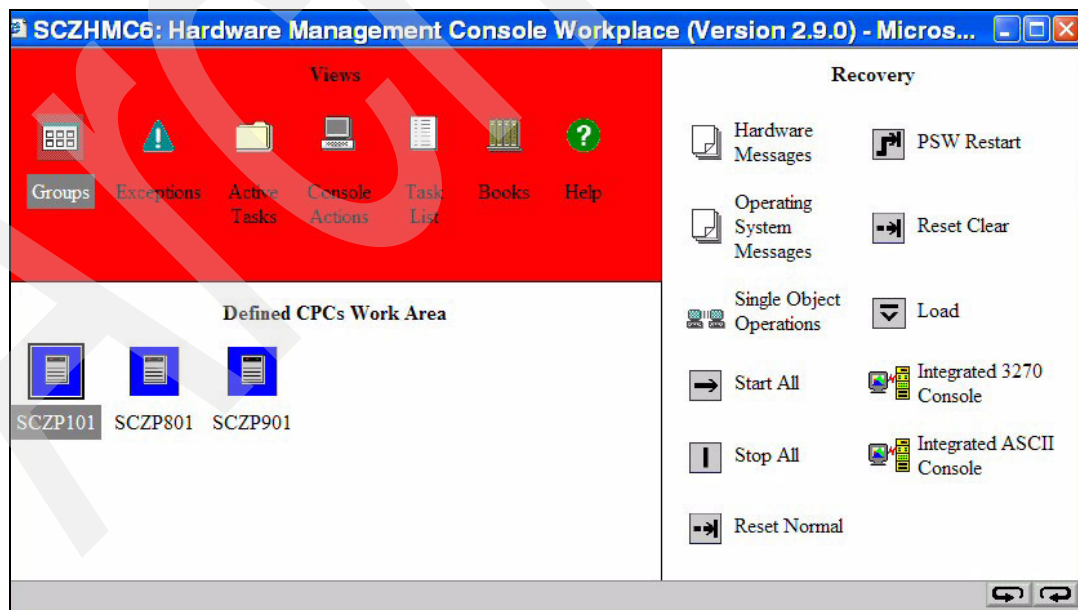 SCZHMC6: Hardware Management Console Workplace (Version 2.9.0) - Micros...
Views
Groups
Exceptions
Active
Tasks
Console
Actions
Task
List
Books
Help
Defined CPCs Work Area
SCZP101
SCZP801
SCZP901
Recovery
Hardware
Messages
PSW Restart
Operating
System
Messages
Reset Clear
Single Object
Operations
Load
Start All
Integrated 3270
Console
Stop All
Integrated ASCII
Console
Reset Normal